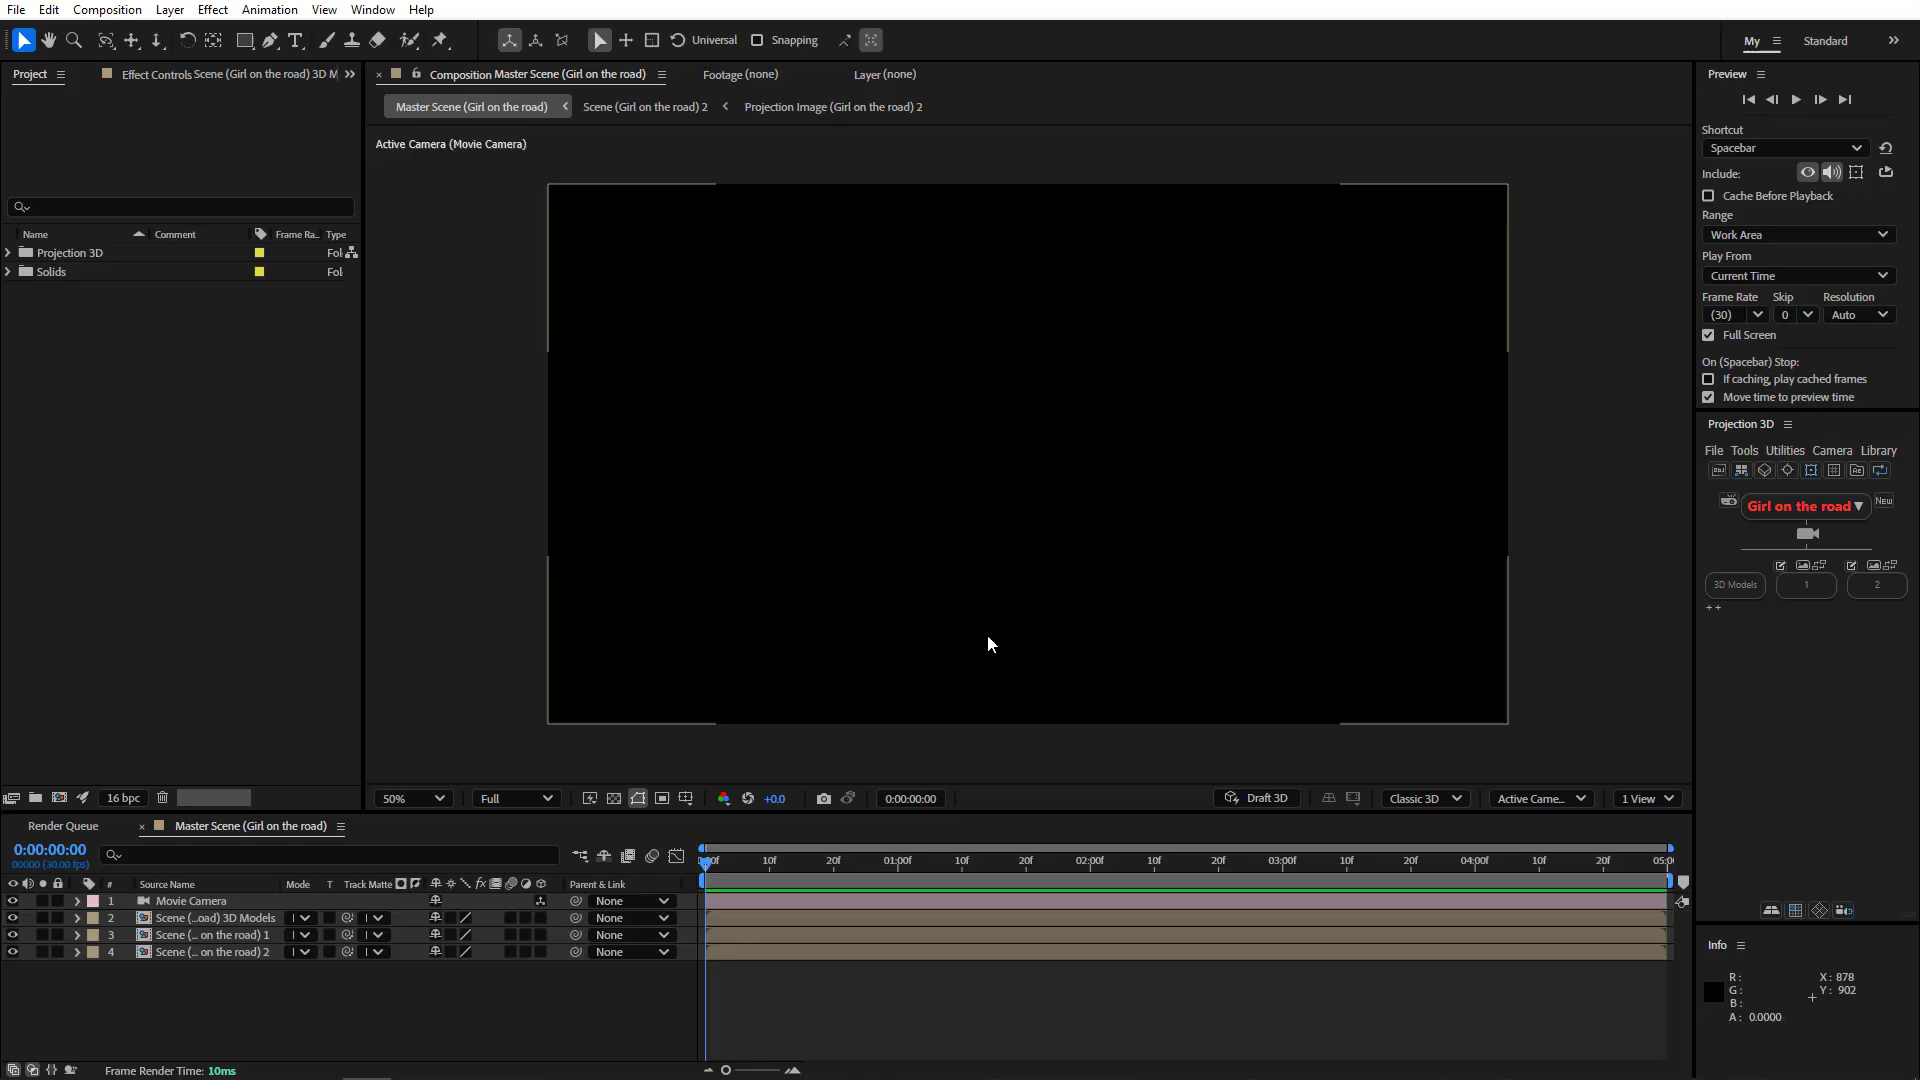 File Edit Composition Layer Effect Animation View Window Help
Universal Snapping My Standard
Project Effect Controls Scene (Girl on the road) 3D M
Composition Master Scene (Girl on the road) Footage (none) Layer (none)
Master Scene (Girl on the road) Scene (Girl on the road) 2 Projection Image (Girl on the road) 2
Active Camera (Movie Camera)
Name Comment Frame Ra... Type
Projection 3D Fol
Solids Fol
16 bpc
50% Full +0.0 0:00:00:00 Draft 3D Classic 3D Active Came... 1 View
Preview
Shortcut
Spacebar
Include:
Cache Before Playback
Range
Work Area
Play From
Current Time
Frame Rate Skip Resolution
(30) 0 Auto
Full Screen
On (Spacebar) Stop:
If caching, play cached frames
Move time to preview time
Projection 3D
File Tools Utilities Camera Library
Girl on the road New
3D Models 1 2
++
Info
R: X: 878
G: Y: 902
B:
A: 0.0000
Render Queue Master Scene (Girl on the road)
0:00:00:00
00000 (30.00 fps)
10f 20f 01:00f 10f 20f 02:00f 10f 20f 03:00f 10f 20f 04:00f 10f 20f
# Source Name Mode T Track Matte fx Parent & Link
1 Movie Camera None
2 Scene (...oad) 3D Models None
3 Scene (... on the road) 1 None
4 Scene (... on the road) 2 None
Frame Render Time: 10ms